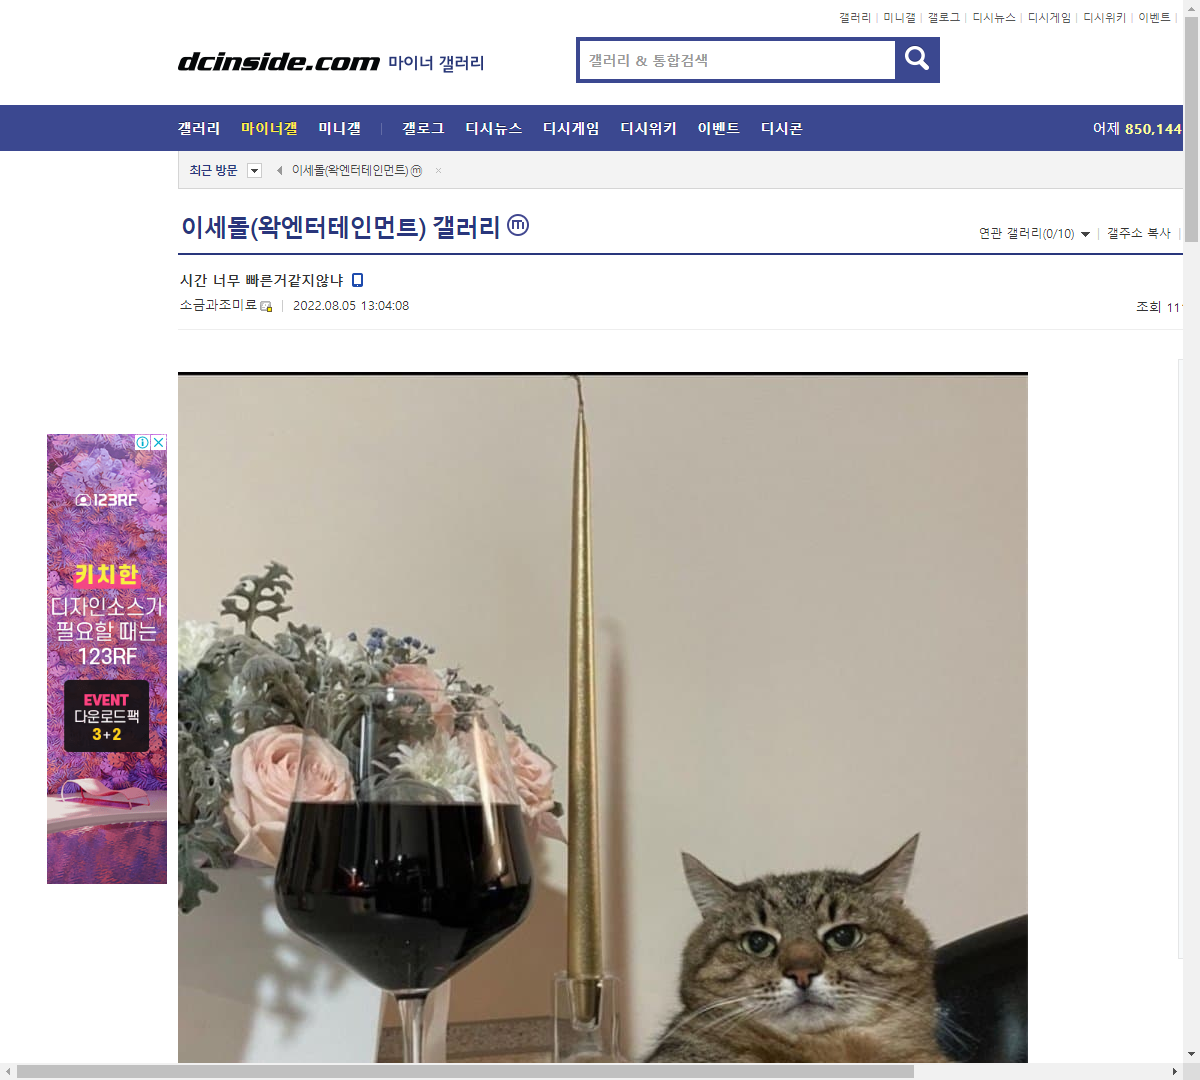 갤러리 미니갤 갤로그 디시뉴스 디시게임 디시위키 이벤트
dcinside.com 마이너 갤러리
갤러리 & 통합검색
갤러리 마이너갤 미니갤 갤로그 디시뉴스 디시게임 디시위키 이벤트 디시콘
어제 850,144
최근 방문
이세돌(왁엔터테인먼트)ⓜ ×
이세돌(왁엔터테인먼트) 갤러리 ⓜ
연관 갤러리(0/10) 갤주소 복사
시간 너무 빠른거같지않냐
소금과조미료 2022.08.05 13:04:08
조회 11
123RF
키치한
디자인소스가
필요할 때는
123RF
EVENT
다운로드팩
3+2